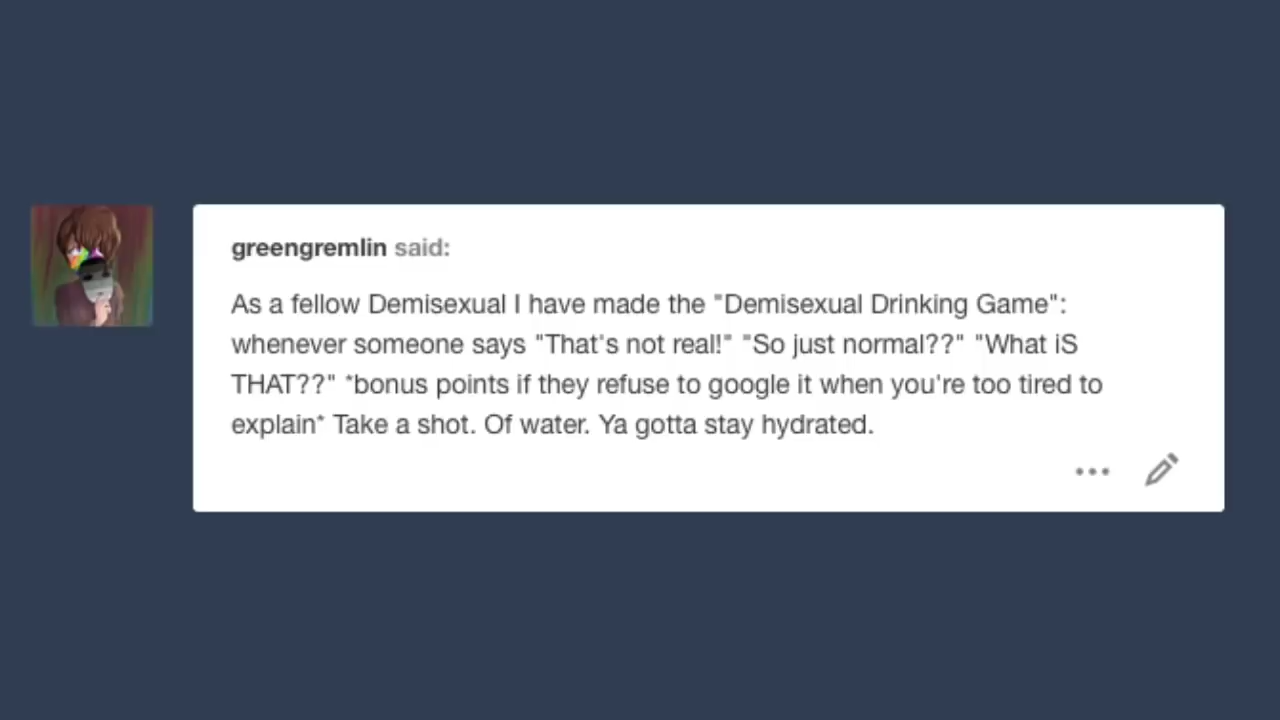 greengremlin said:
As a fellow Demisexual I have made the "Demisexual Drinking Game":
whenever someone says "That's not real!" "So just normal??" "What iS
THAT??" *bonus points if they refuse to google it when you're too tired to
explain* Take a shot. Of water. Ya gotta stay hydrated.